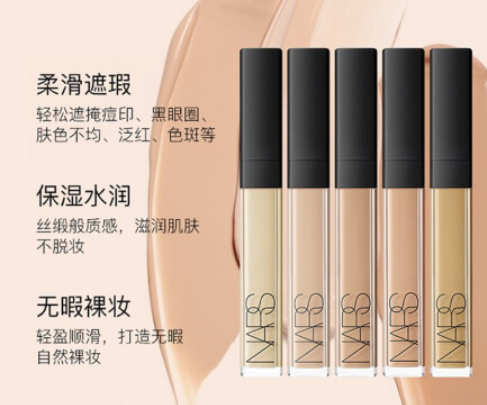 柔滑遮瑕
轻松遮掩痘印、黑眼圈、
肤色不均、泛红、色斑等
保湿水润
丝缎般质感，滋润肌肤
不脱妆
无暇裸妆
轻盈顺滑，打造无暇
自然裸妆
NARS
NARS
NARS
NARS
NARS